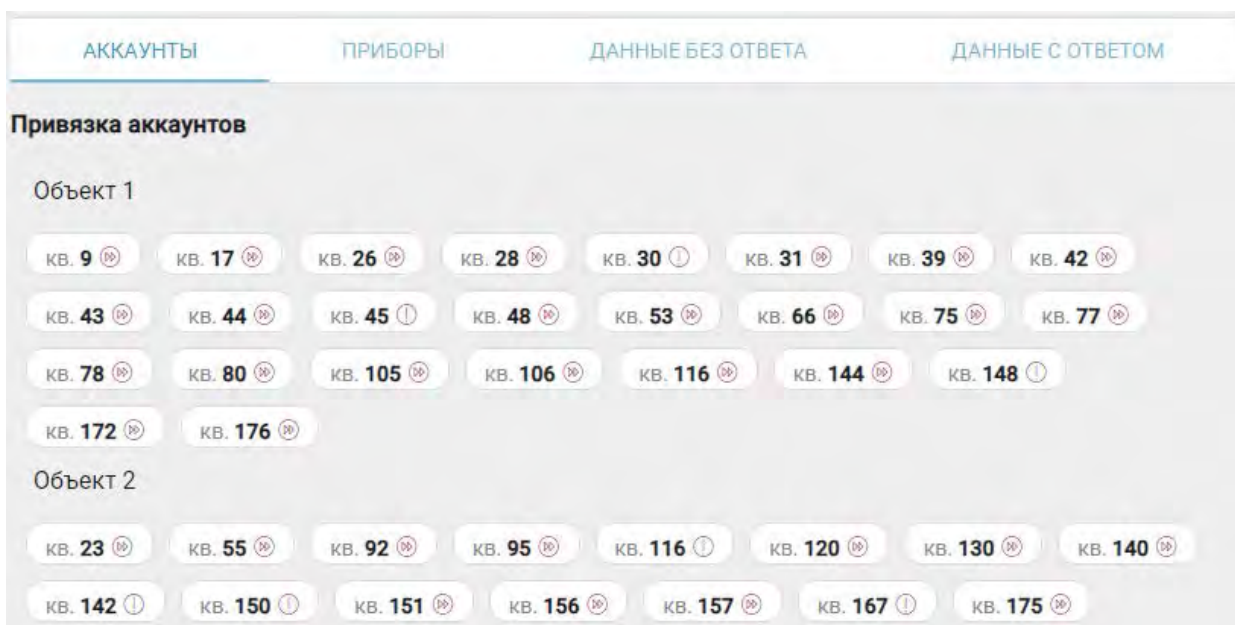 АККАУНТЫ ПРИБОРЫ ДАННЫЕ БЕЗ ОТВЕТА ДАННЫЕ С ОТВЕТОМ
Привязка аккаунтов
Объект 1
кв. 9 кв. 17 кв. 26 кв. 28 кв. 30 кв. 31 кв. 39 кв. 42
кв. 43 кв. 44 кв. 45 кв. 48 кв. 53 кв. 66 кв. 75 кв. 77
кв. 78 кв. 80 кв. 105 кв. 106 кв. 116 кв. 144 кв. 148
кв. 172 кв. 176
Объект 2
кв. 23 кв. 55 кв. 92 кв. 95 кв. 116 кв. 120 кв. 130 кв. 140
кв. 142 кв. 150 кв. 151 кв. 156 кв. 157 кв. 167 кв. 175